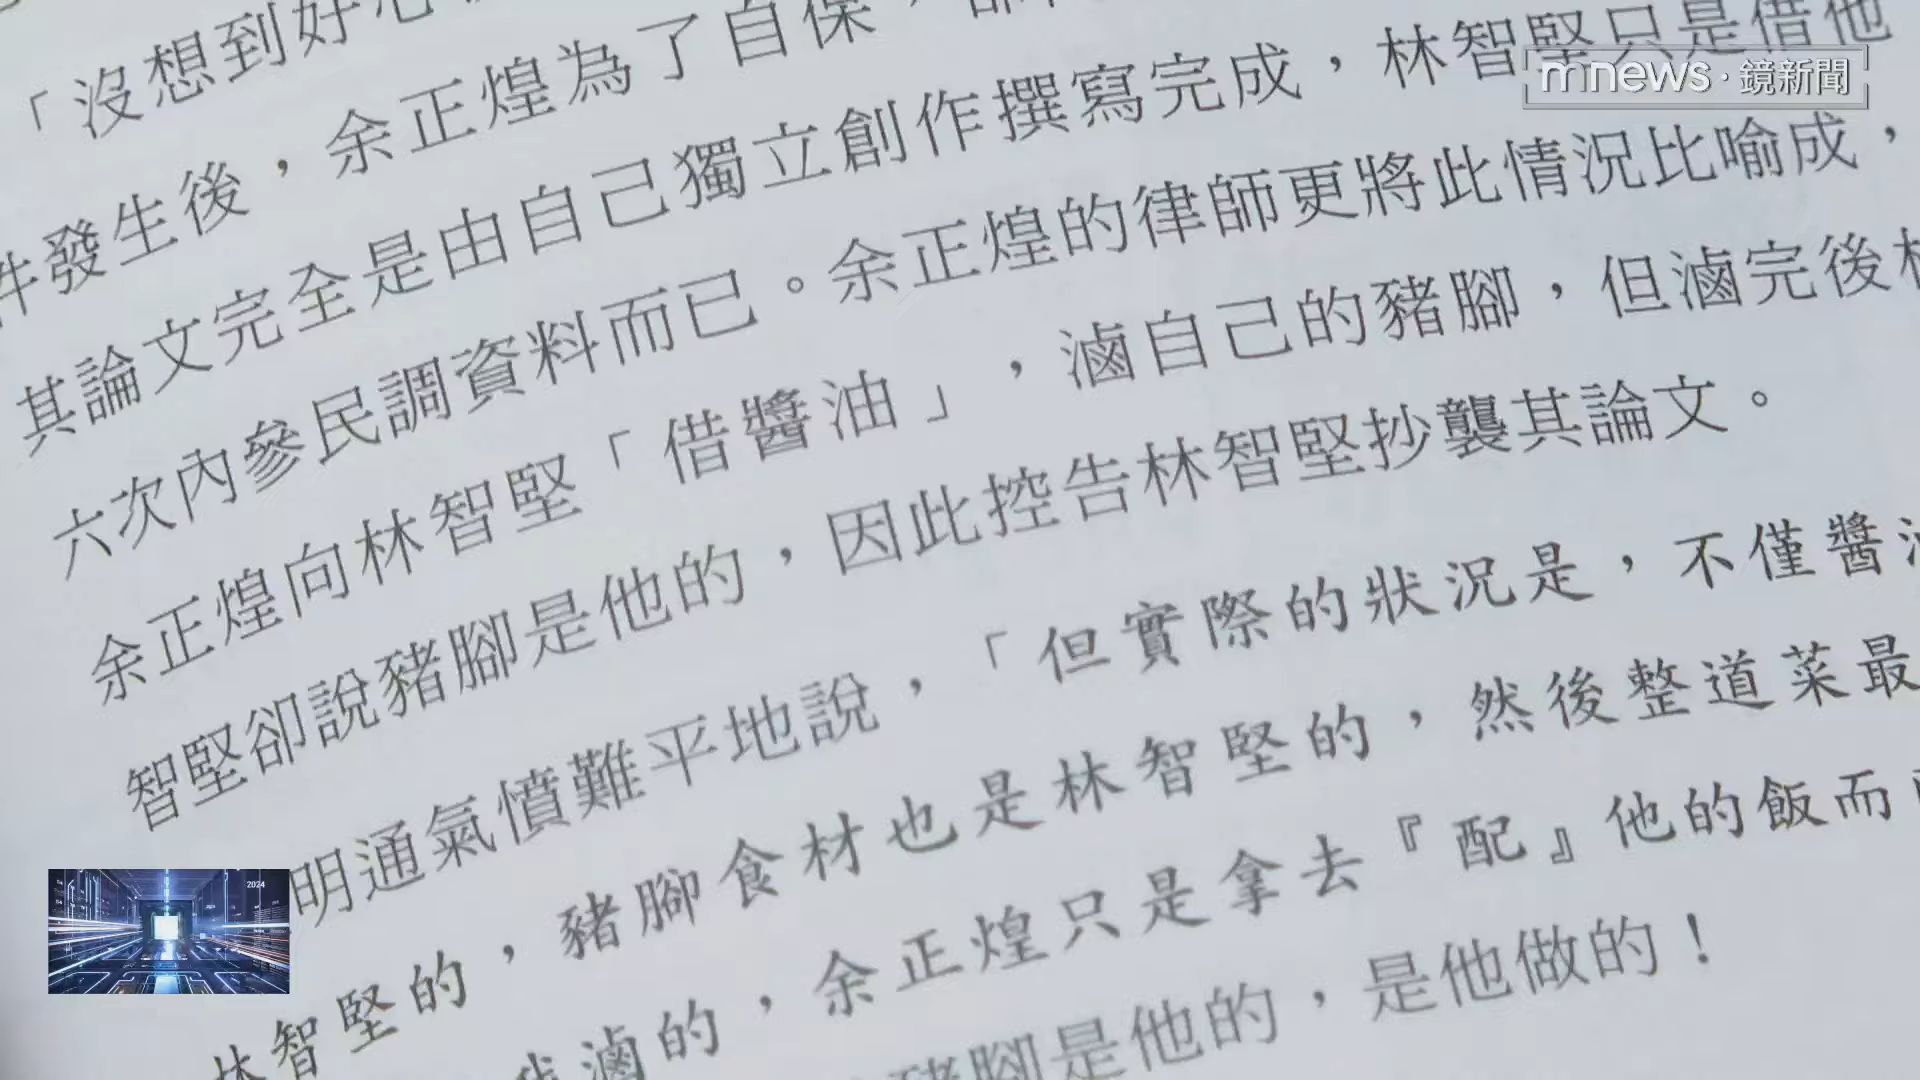 「沒想到好心
mnews·鏡新聞
件發生後，余正煌為了自保，
其論文完全是由自己獨立創作撰寫完成，林智堅只是借他
六次內參民調資料而已。余正煌的律師更將此情況比喻成，
余正煌向林智堅「借醬油」，滷自己的豬腳，但滷完後林
智堅卻說豬腳是他的，因此控告林智堅抄襲其論文。
明通氣憤難平地說，「但實際的狀況是，不僅醬油
林智堅的，豬腳食材也是林智堅的，然後整道菜最
我滷的，余正煌只是拿去『配』他的飯而
豬腳是他的，是他做的！
2024